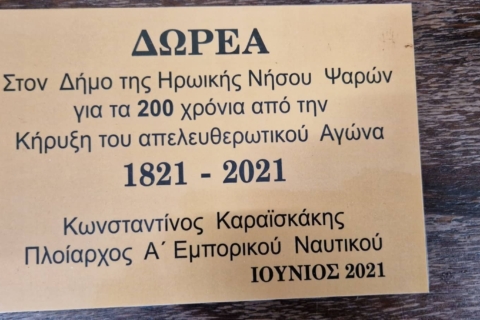 ΔΩΡΕΑ
Στον Δήμο της Ηρωικής Νήσου Ψαρών
για τα 200 χρόνια από την
Κήρυξη του απελευθερωτικού Αγώνα
1821 - 2021
Κωνσταντίνος Καραϊσκάκης
Πλοίαρχος Α΄ Εμπορικού Ναυτικού
ΙΟΥΝΙΟΣ 2021